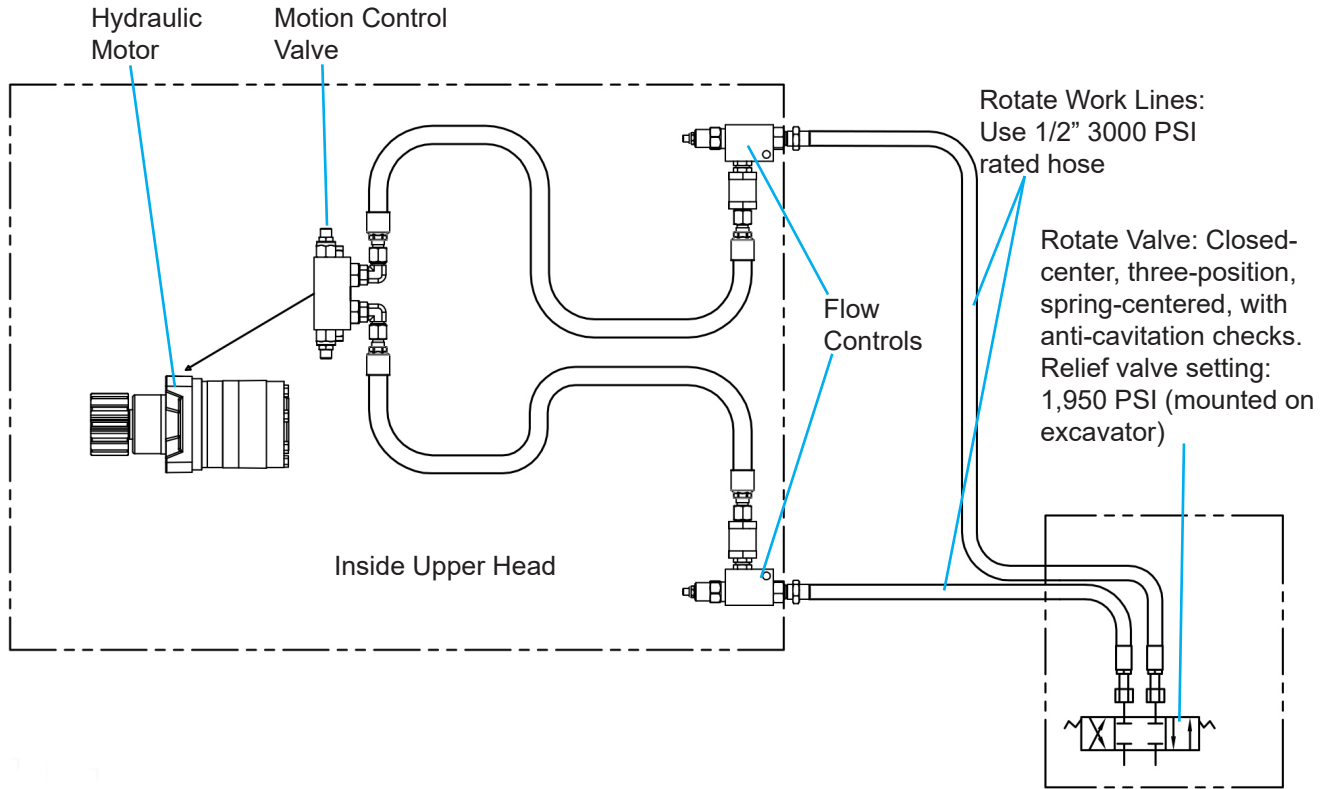 Hydraulic
Motor
Motion Control
Valve
Rotate Work Lines:
Use 1/2” 3000 PSI
rated hose
Rotate Valve: Closed-
center, three-position,
spring-centered, with
anti-cavitation checks.
Relief valve setting:
1,950 PSI (mounted on
excavator)
Flow
Controls
Inside Upper Head